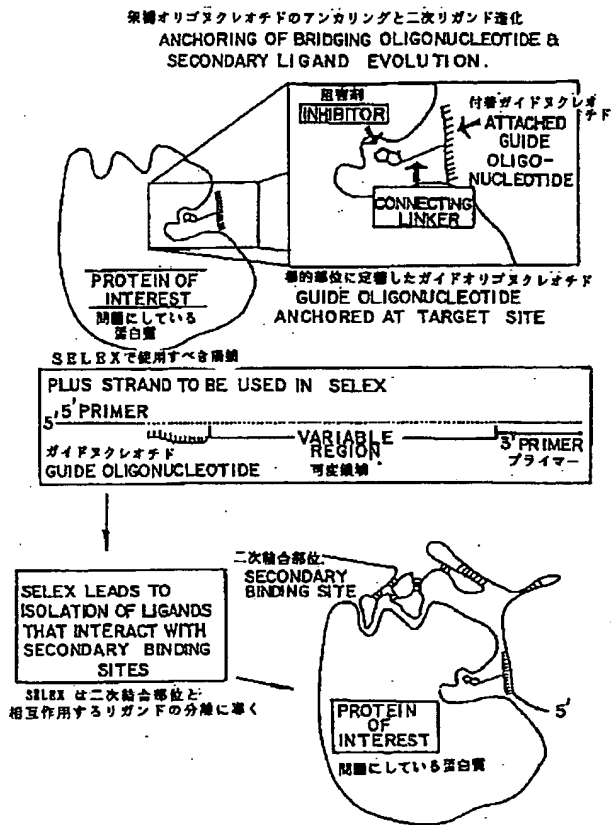 架橋オリゴヌクレオチドのアンカリングと二次リガンド進化
ANCHORING OF BRIDGING OLIGONUCLEOTIDE &
SECONDARY LIGAND EVOLUTION.
阻害剤
INHIBITOR
付着ガイドヌクレオ
チド
ATTACHED
GUIDE
OLIGO-
NUCLEOTIDE
CONNECTING
LINKER
PROTEIN OF
INTEREST
問題にしている
蛋白質
標的部位に定着したガイドオリゴヌクレオチド
GUIDE OLIGONUCLEOTIDE
ANCHORED AT TARGET SITE
SELEXで使用すべき陽鎖
PLUS STRAND TO BE USED IN SELEX
5' 5' PRIMER
ガイドヌクレオチド
GUIDE OLIGONUCLEOTIDE
VARIABLE
REGION
可変領域
3' PRIMER
プライマー
SELEX LEADS TO
ISOLATION OF LIGANDS
THAT INTERACT WITH
SECONDARY BINDING
SITES
SELEX は二次結合部位と
相互作用するリガンドの分離に導く
二次結合部位
SECONDARY
BINDING SITE
5'
PROTEIN
OF
INTEREST
問題にしている蛋白質